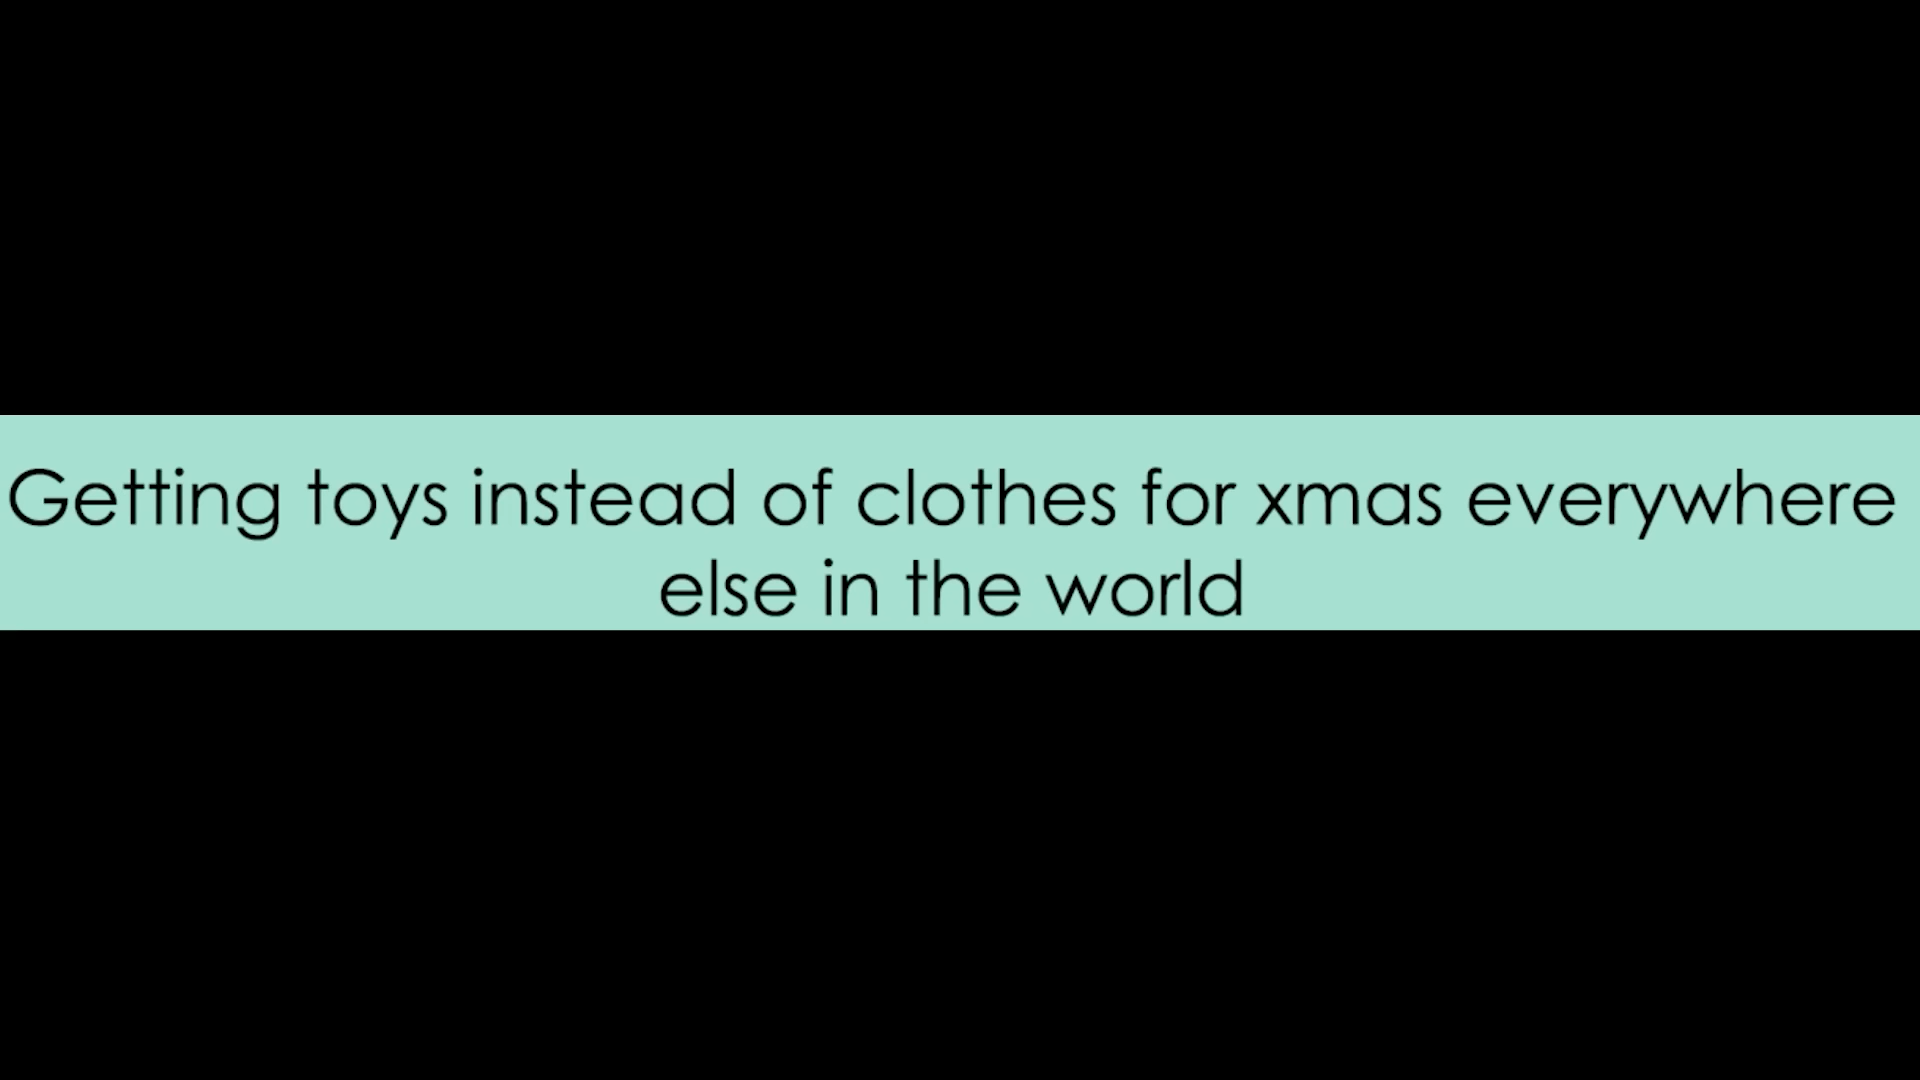 Getting toys instead of clothes for xmas everywhere
else in the world